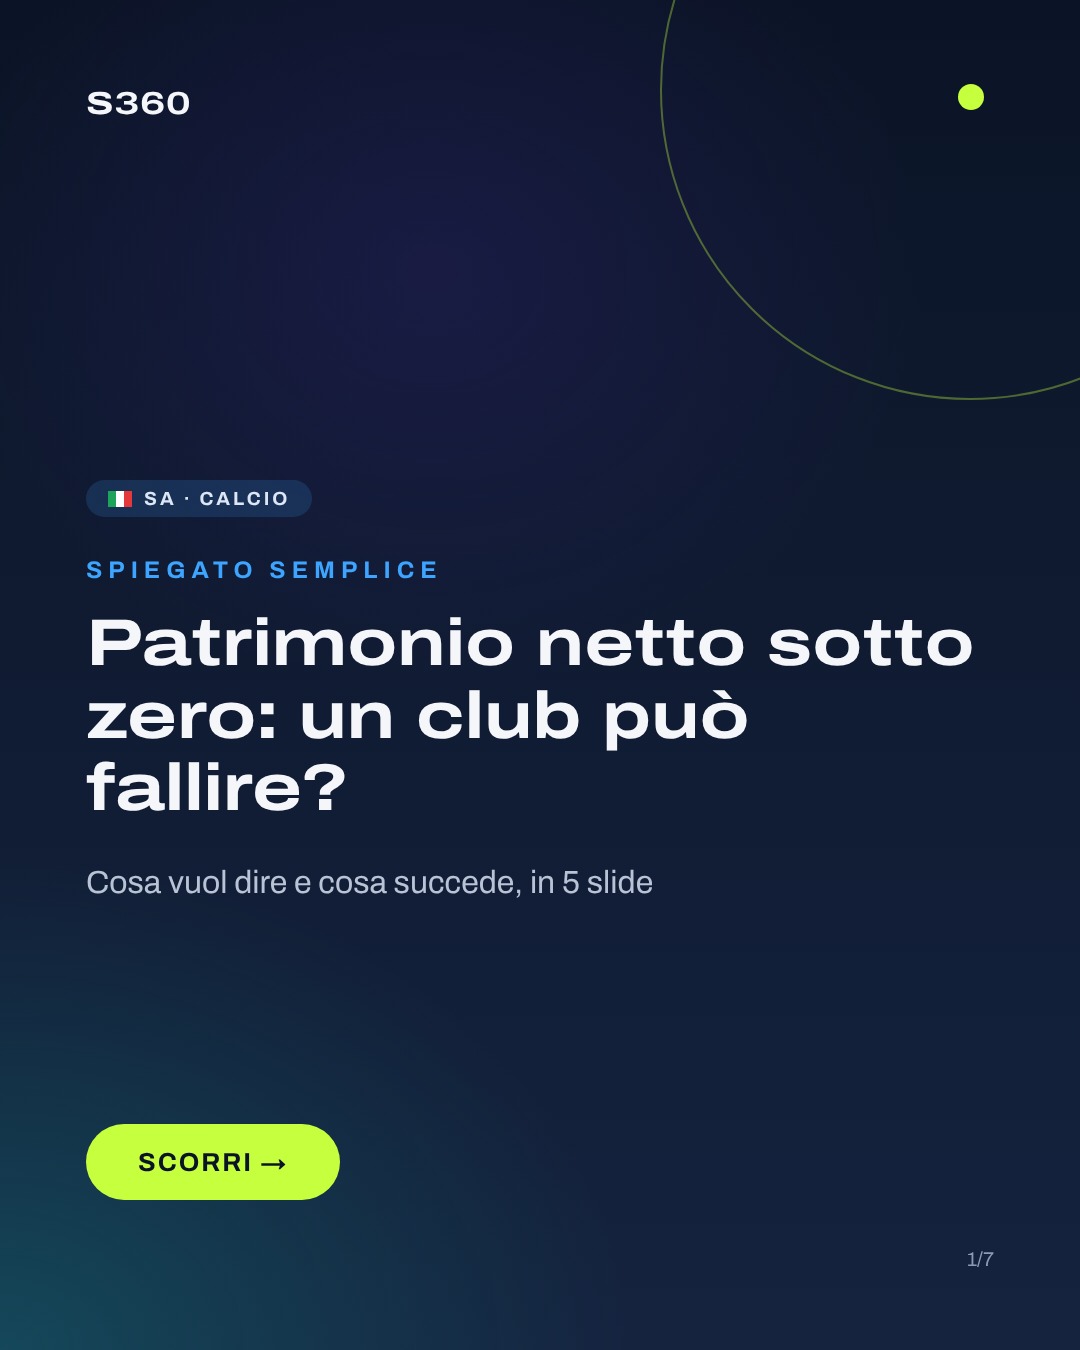 S360
SA · CALCIO
SPIEGATO SEMPLICE
Patrimonio netto sotto
zero: un club può
fallire?
Cosa vuol dire e cosa succede, in 5 slide
SCORRI →
1/7